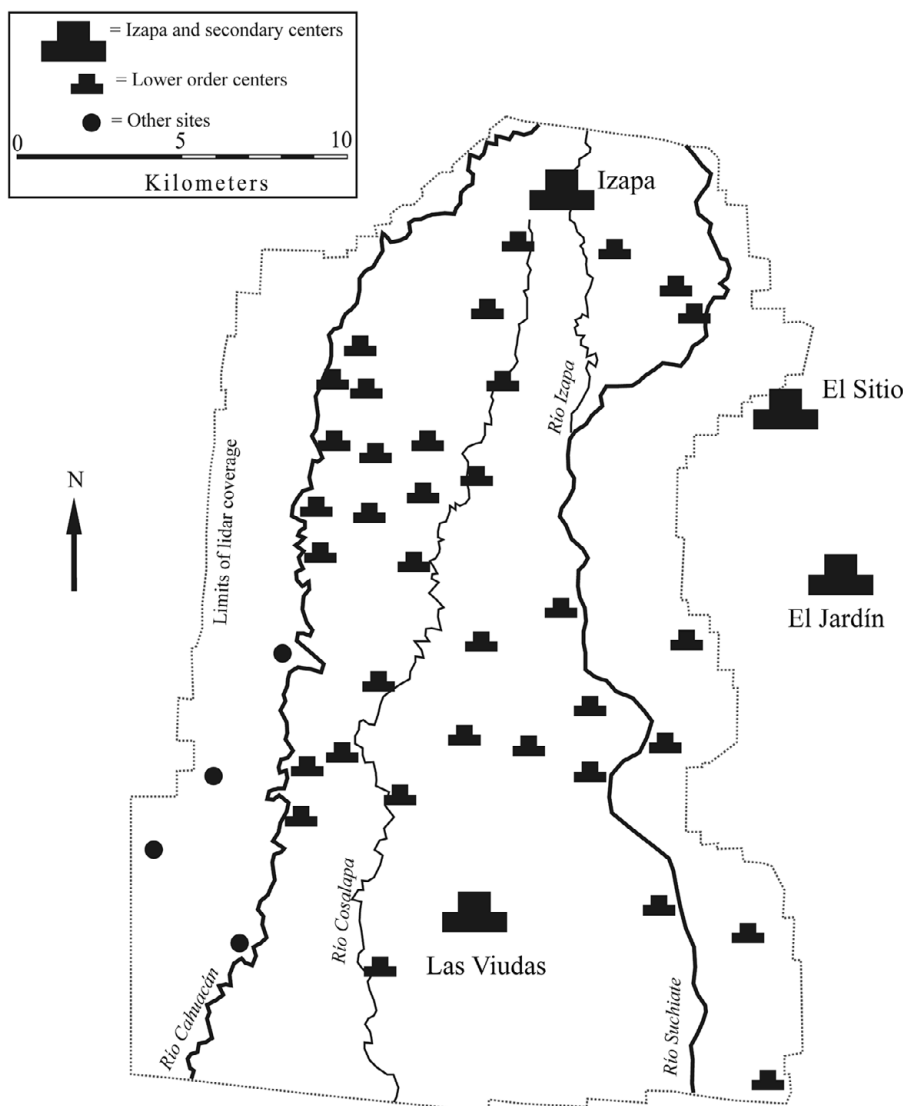 = Izapa and secondary centers
= Lower order centers
= Other sites
0 5 10
Kilometers
Izapa
Río Izapa
El Sitio
Limits of lidar coverage
N
El Jardín
Río Cosalapa
Las Viudas
Río Cahuacán
Río Suchiate